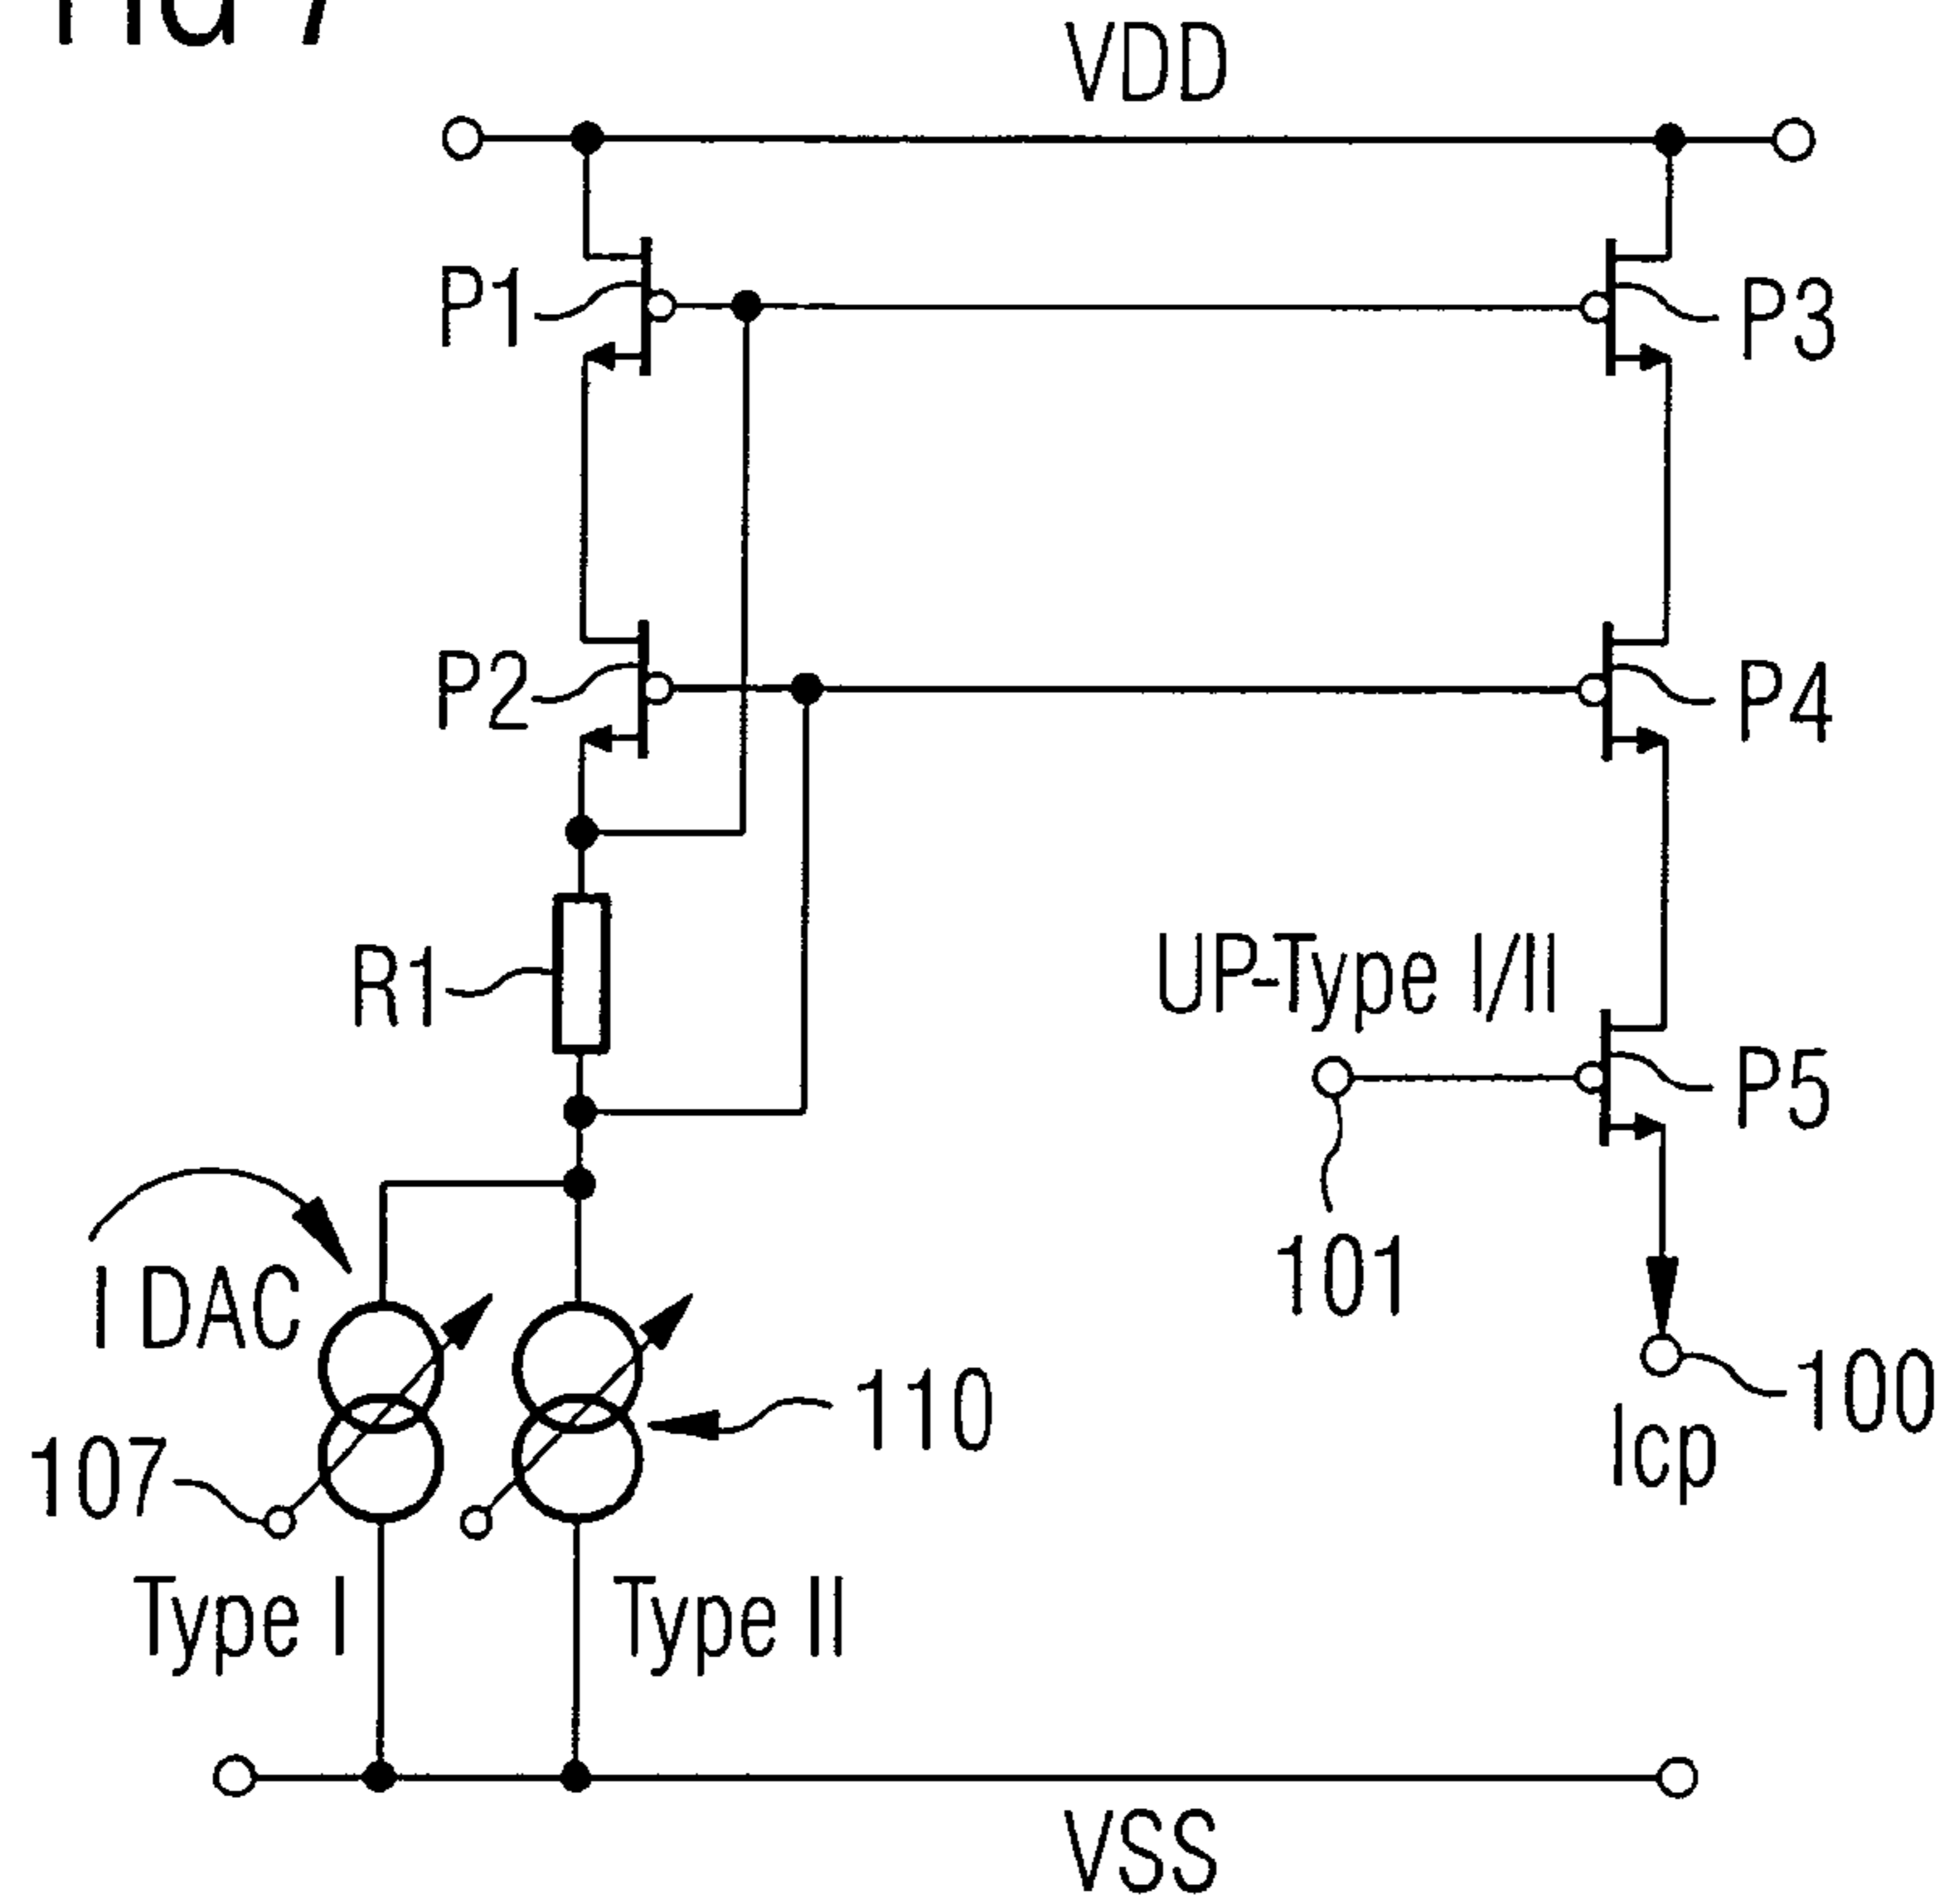 VDD
P1
P3
P2
P4
R1
UP-Type I/II
P5
101
I DAC
110
100
Icp
107
Type I
Type II
VSS